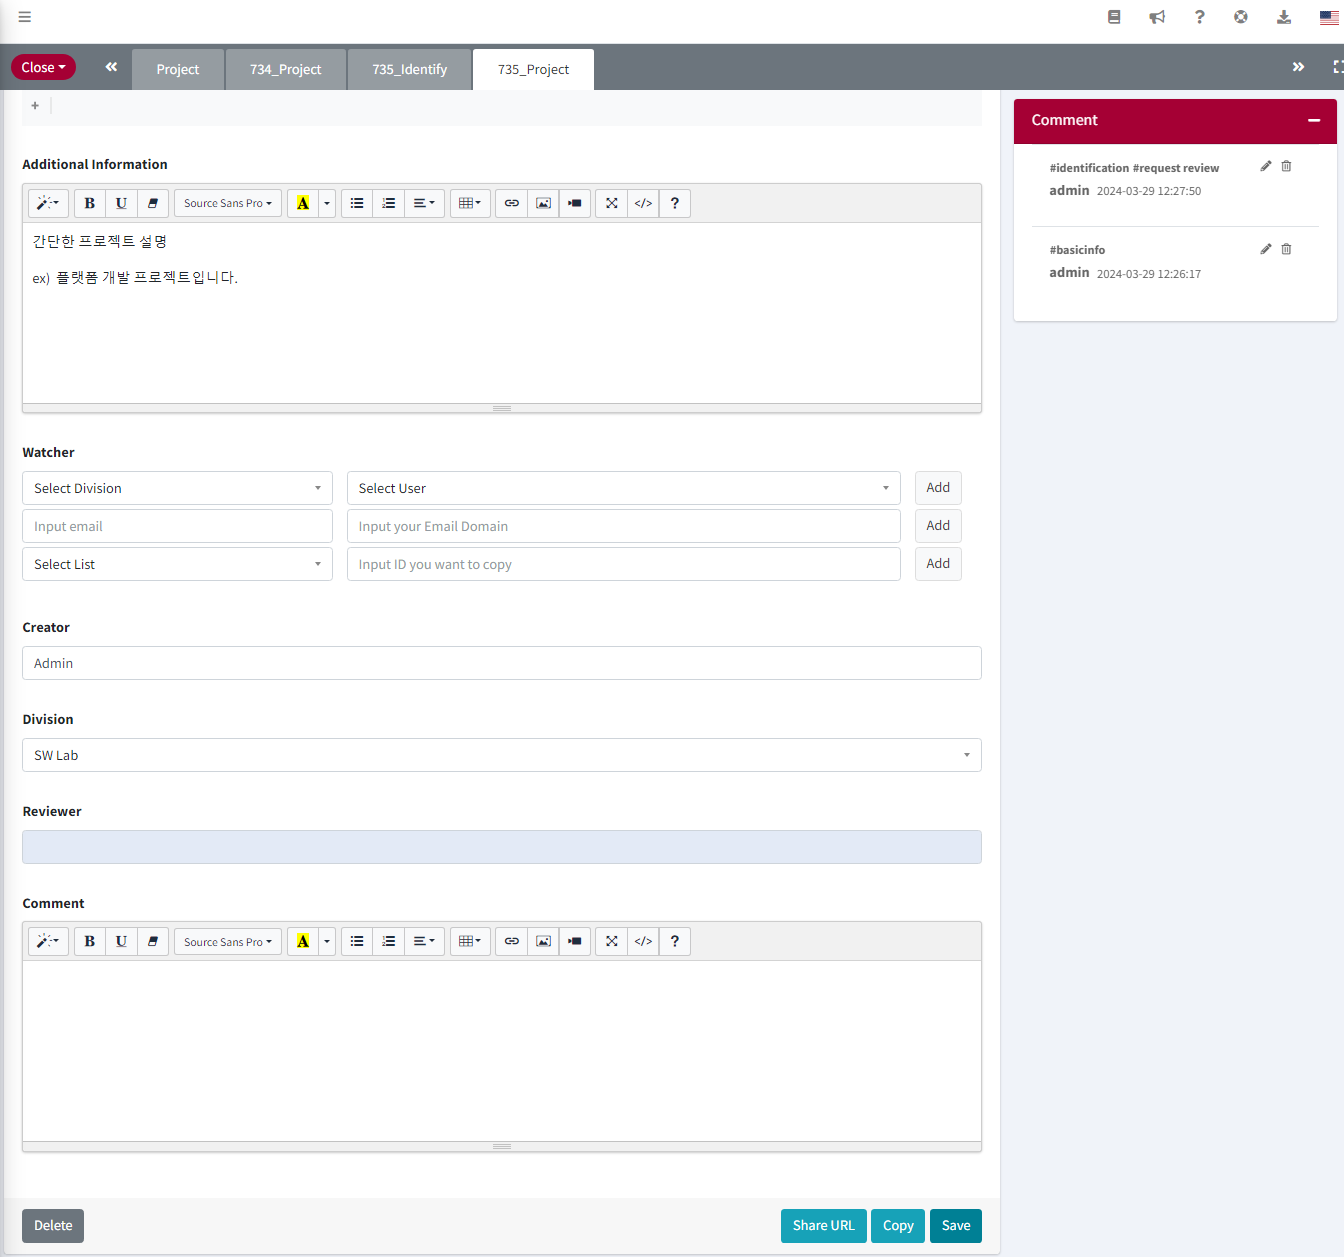 Close
Project
734_Project
735_Identify
735_Project
+
Additional Information
B U Source Sans Pro A </> ?
간단한 프로젝트 설명
ex) 플랫폼 개발 프로젝트입니다.
Watcher
Select Division
Select User
Add
Input email
Input your Email Domain
Add
Select List
Input ID you want to copy
Add
Creator
Admin
Division
SW Lab
Reviewer
Comment
B U Source Sans Pro A </> ?
Delete
Share URL
Copy
Save
Comment
#identification #request review
admin 2024-03-29 12:27:50
#basicinfo
admin 2024-03-29 12:26:17